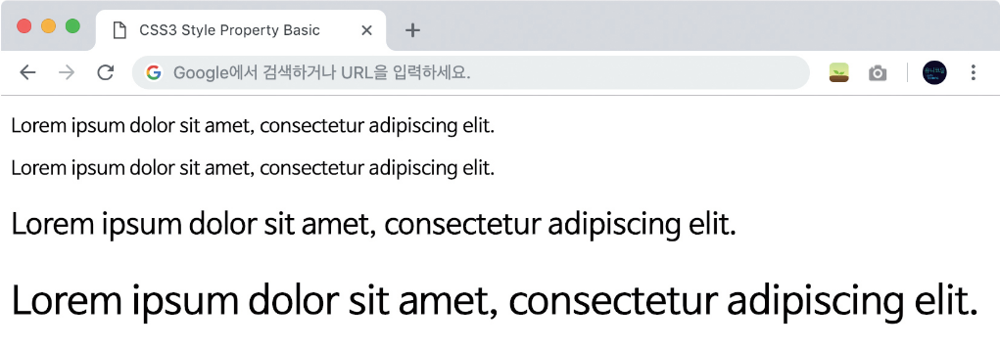 CSS3 Style Property Basic
Google에서 검색하거나 URL을 입력하세요.
Lorem ipsum dolor sit amet, consectetur adipiscing elit.
Lorem ipsum dolor sit amet, consectetur adipiscing elit.
Lorem ipsum dolor sit amet, consectetur adipiscing elit.
Lorem ipsum dolor sit amet, consectetur adipiscing elit.